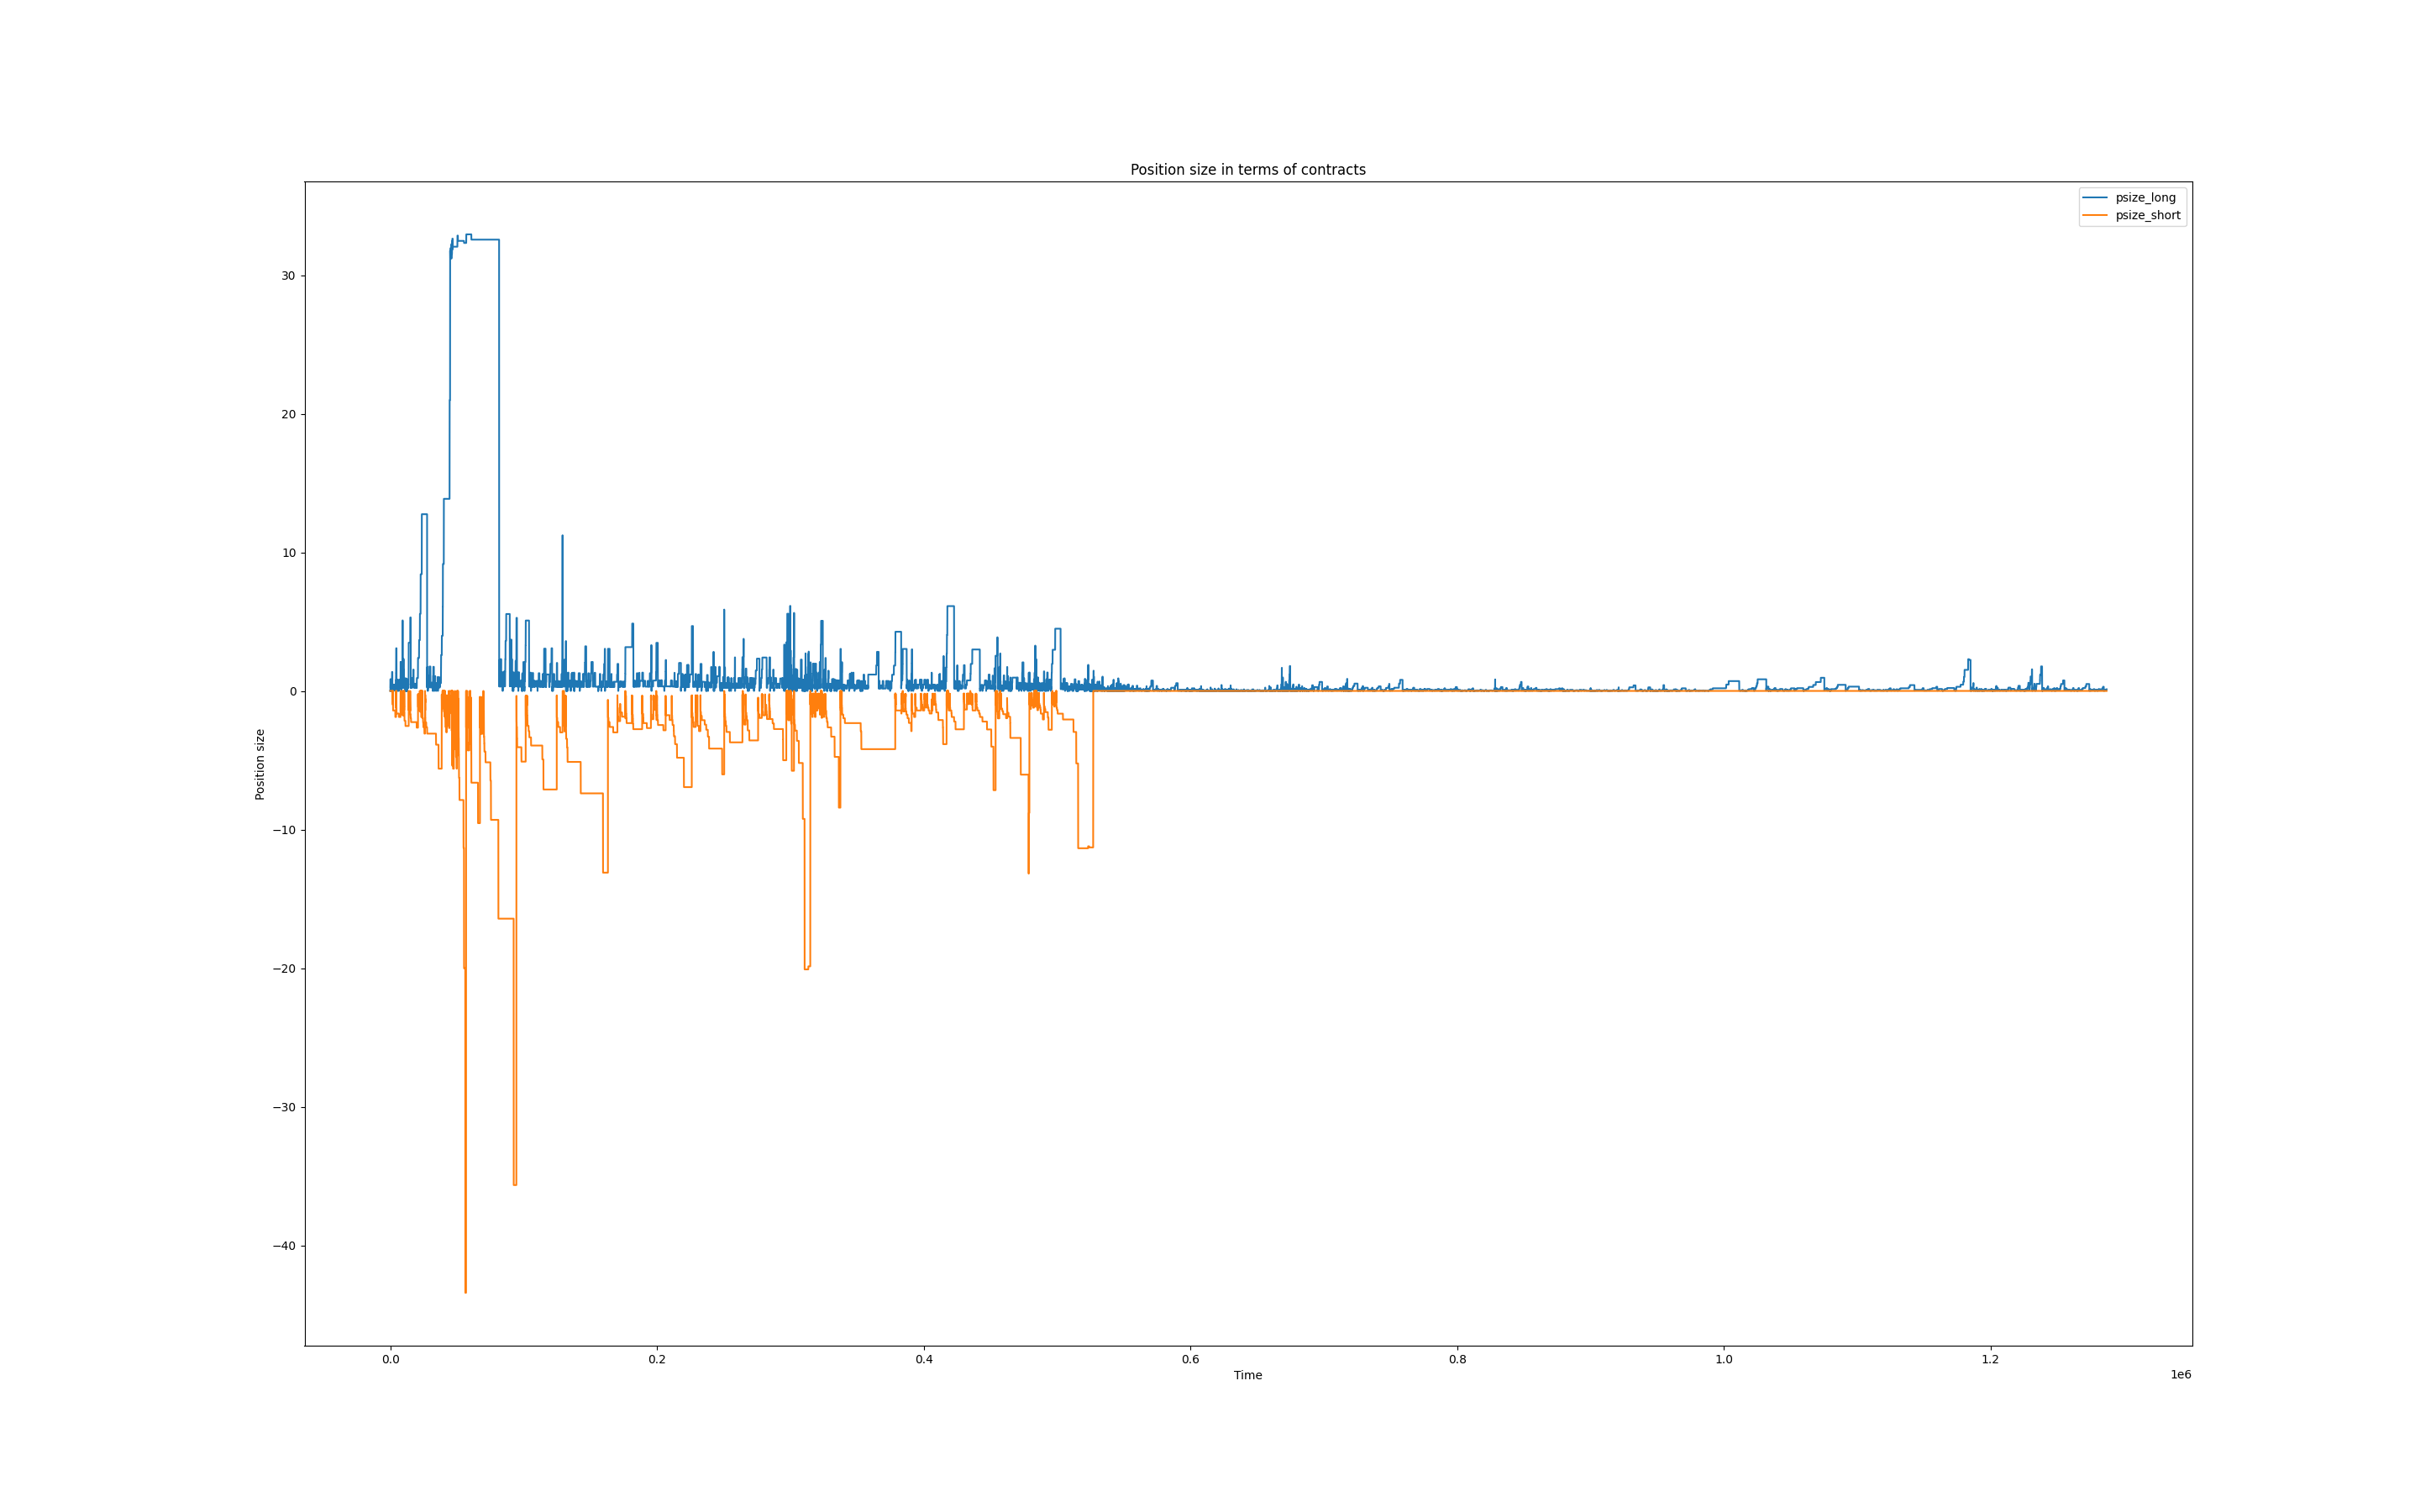 Position size in terms of contracts
psize_long
psize_short
Position size
30
20
10
0
−10
−20
−30
−40
0.0
0.2
0.4
0.6
0.8
1.0
1.2
1e6
Time